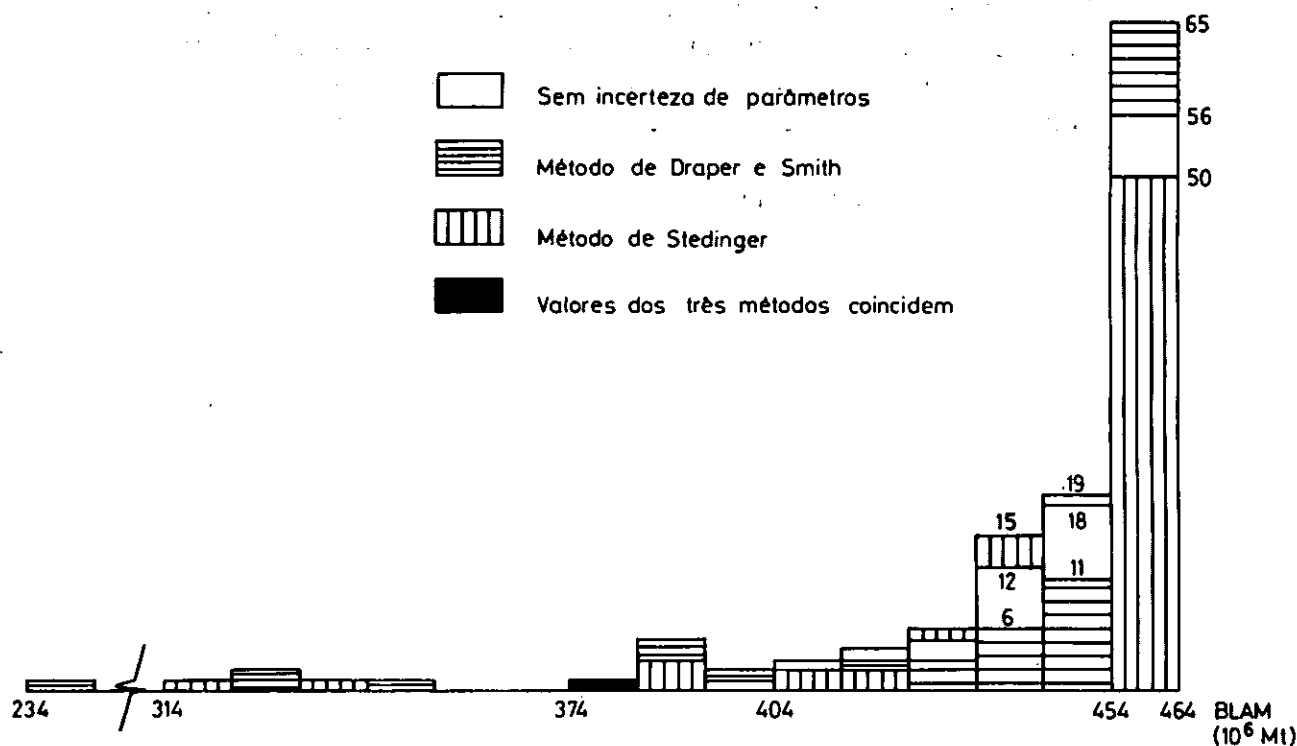 65
Sem incerteza de parâmetros
56
Método de Draper e Smith
50
Método de Stedinger
Valores dos três métodos coincidem
19
15
18
12
11
6
234
314
374
404
454
464
BLAM
(10⁶ Mt)